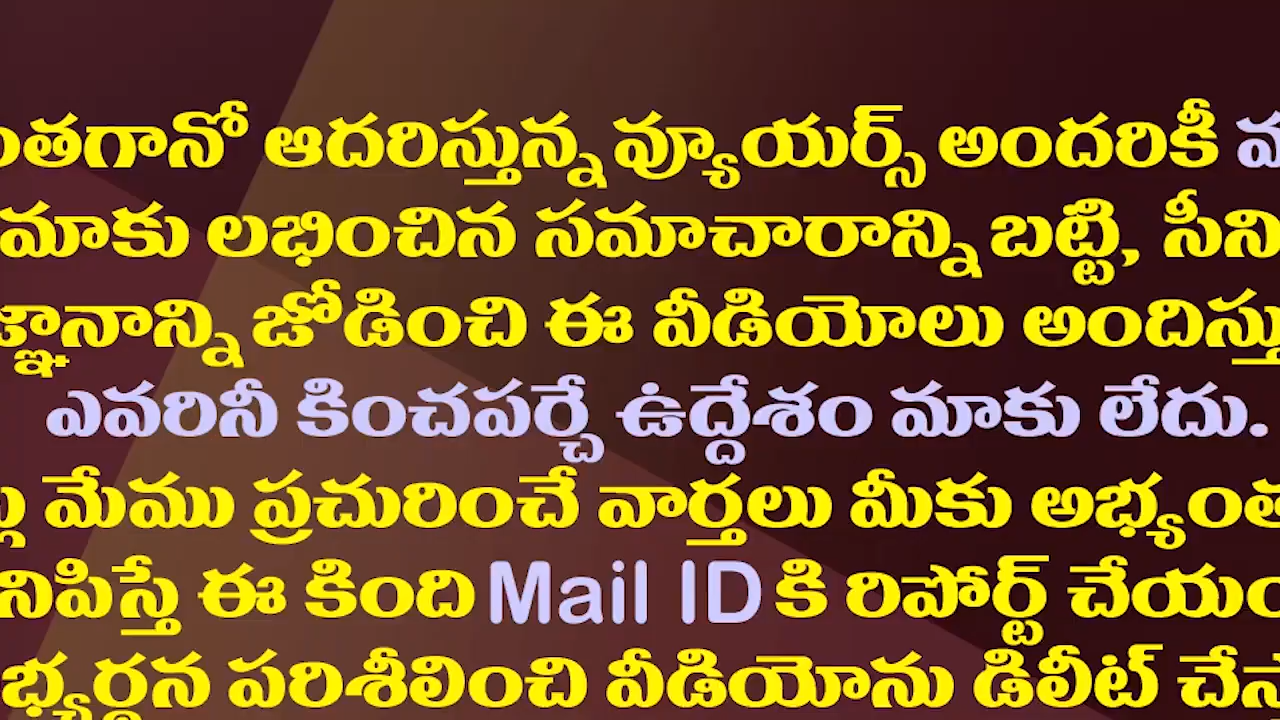 ఆదరిస్తున్న వ్యూయర్స్ అందరికీ
మాకు లభించిన సమాచారాన్ని బట్టి,
జోడించి ఈ వీడియోలు
ఎవరినీ కించపర్చే ఉద్దేశం మాకు లేదు.
మేము ప్రచురించే వార్తలు మీకు
ఈ కింది Mail ID కి రిపోర్ట్
పరిశీలించి వీడియోను డిలీట్